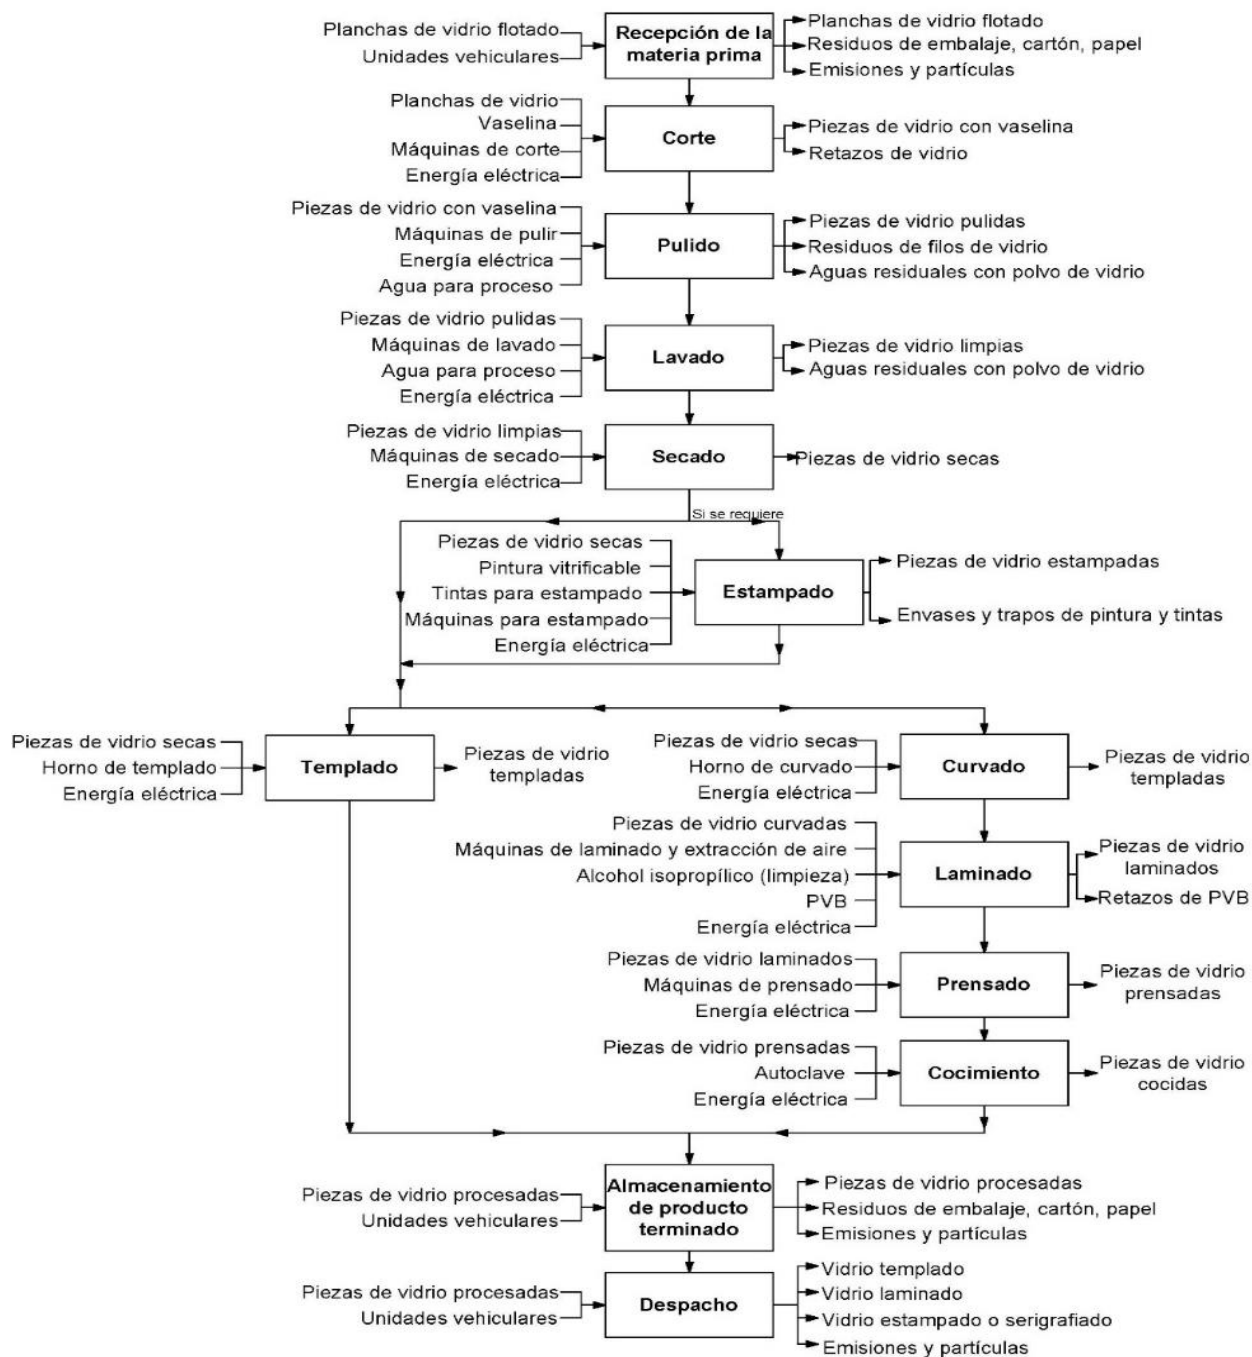 Planchas de vidrio flotado
Unidades vehiculares
Recepción de la
materia prima
Planchas de vidrio flotado
Residuos de embalaje, cartón, papel
Emisiones y partículas
Planchas de vidrio
Vaselina
Máquinas de corte
Energía eléctrica
Corte
Piezas de vidrio con vaselina
Retazos de vidrio
Piezas de vidrio con vaselina
Máquinas de pulir
Energía eléctrica
Agua para proceso
Pulido
Piezas de vidrio pulidas
Residuos de filos de vidrio
Aguas residuales con polvo de vidrio
Piezas de vidrio pulidas
Máquinas de lavado
Agua para proceso
Energía eléctrica
Lavado
Piezas de vidrio limpias
Aguas residuales con polvo de vidrio
Piezas de vidrio limpias
Máquinas de secado
Energía eléctrica
Secado
Piezas de vidrio secas
Si se requiere
Piezas de vidrio secas
Pintura vitrificable
Tintas para estampado
Máquinas para estampado
Energía eléctrica
Estampado
Piezas de vidrio estampadas
Envases y trapos de pintura y tintas
Piezas de vidrio secas
Horno de templado
Energía eléctrica
Templado
Piezas de vidrio
templadas
Piezas de vidrio secas
Horno de curvado
Energía eléctrica
Curvado
Piezas de vidrio
templadas
Piezas de vidrio curvadas
Máquinas de laminado y extracción de aire
Alcohol isopropílico (limpieza)
PVB
Energía eléctrica
Laminado
Piezas de vidrio
laminados
Retazos de PVB
Piezas de vidrio laminados
Máquinas de prensado
Energía eléctrica
Prensado
Piezas de vidrio
prensadas
Piezas de vidrio prensadas
Autoclave
Energía eléctrica
Cocimiento
Piezas de vidrio
cocidas
Piezas de vidrio procesadas
Unidades vehiculares
Almacenamiento
de producto
terminado
Piezas de vidrio procesadas
Residuos de embalaje, cartón, papel
Emisiones y partículas
Piezas de vidrio procesadas
Unidades vehiculares
Despacho
Vidrio templado
Vidrio laminado
Vidrio estampado o serigrafiado
Emisiones y partículas